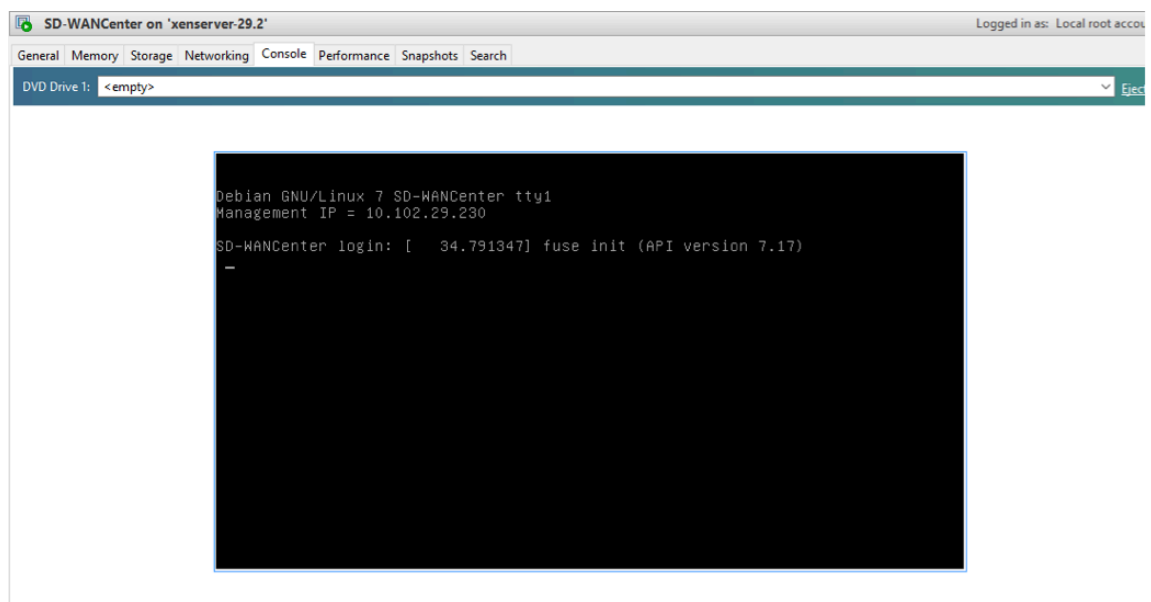 SD-WANCenter on 'xenserver-29.2' Logged in as: Local root accou
General Memory Storage Networking Console Performance Snapshots Search
DVD Drive 1: <empty> Eject
Debian GNU/Linux 7 SD-WANCenter tty1
Management IP = 10.102.29.230
SD-WANCenter login: [   34.791347] fuse init (API version 7.17)